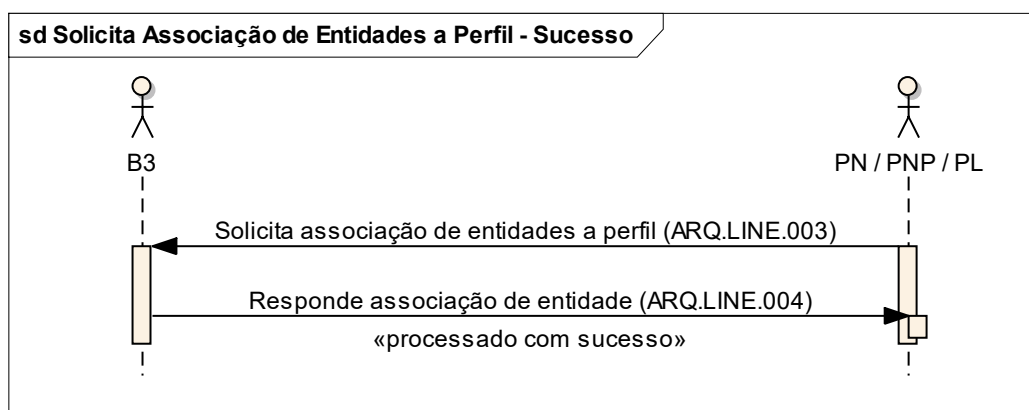 sd Solicita Associação de Entidades a Perfil - Sucesso
B3
PN / PNP / PL
Solicita associação de entidades a perfil (ARQ.LINE.003)
Responde associação de entidade (ARQ.LINE.004)
«processado com sucesso»